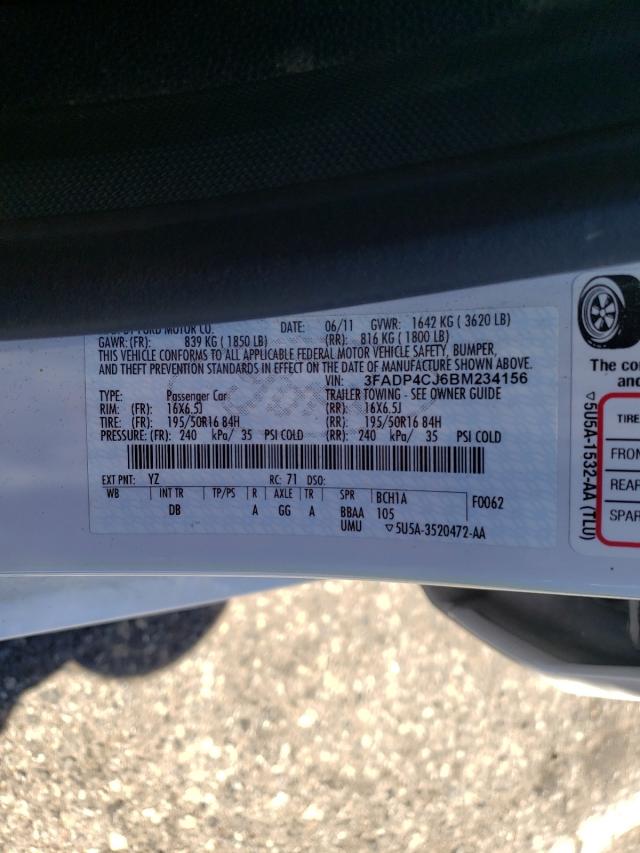 FORD MOTOR CO.
DATE: 06/11 GVWR: 1642 KG ( 3620 LB)
GAWR: (FR): 839 KG ( 1850 LB) (RR): 816 KG ( 1800 LB)
THIS VEHICLE CONFORMS TO ALL APPLICABLE FEDERAL MOTOR VEHICLE SAFETY, BUMPER,
AND THEFT PREVENTION STANDARDS IN EFFECT ON THE DATE OF MANUFACTURE SHOWN ABOVE.
VIN: 3FADP4CJ6BM234156
TYPE: Passenger Car TRAILER TOWING - SEE OWNER GUIDE
RIM: (FR): 16X6.5J (RR): 16X6.5J
TIRE: (FR): 195/50R16 84H (RR): 195/50R16 84H
PRESSURE: (FR): 240 kPa/ 35 PSI COLD (RR): 240 kPa/ 35 PSI COLD
EXT PNT: YZ RC: 71 DSO:
WB INT TR TP/PS R AXLE TR SPR BCH1A F0062
DB A GG A BBAA 105
UMU ▽5U5A-3520472-AA
▽5U5A-1532-AA (TLO)
The
TIRE
FRON
REAR
SPAR